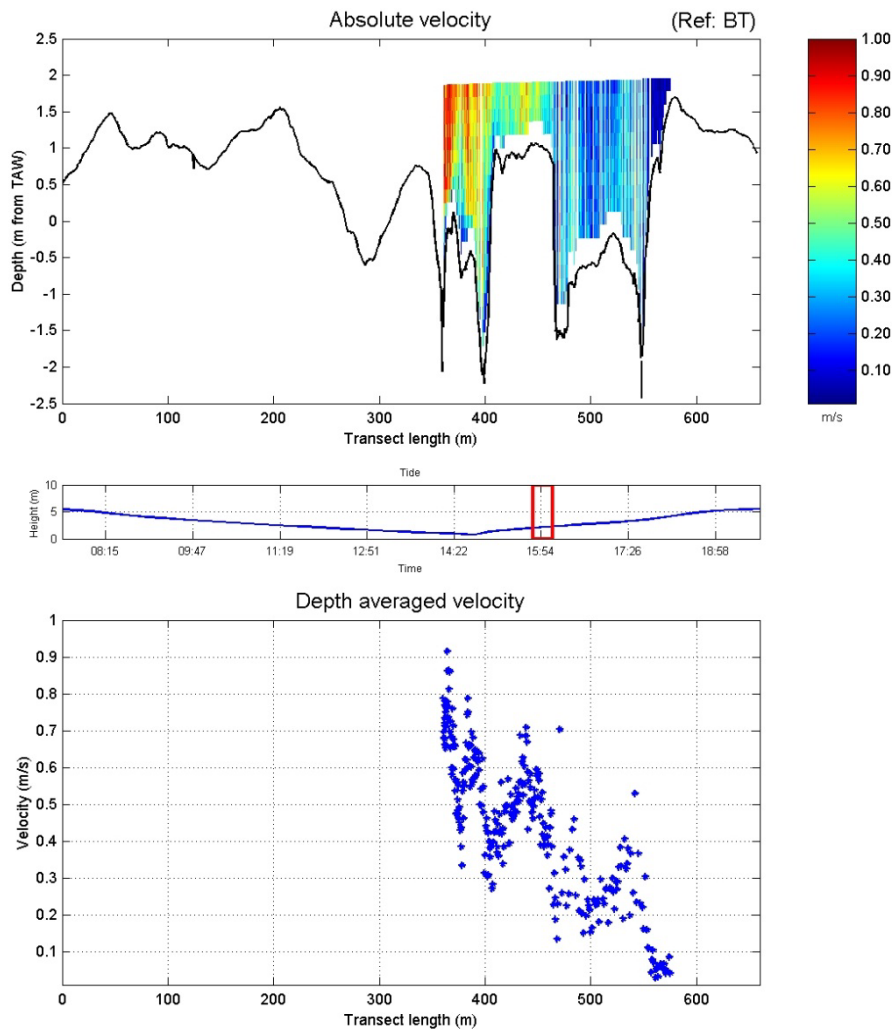 Absolute velocity (Ref: BT)
2.5
2
1.5
1
0.5
0
-0.5
-1
-1.5
-2
-2.5
Depth (m from TAW)
0 100 200 300 400 500 600
Transect length (m)
1.00
0.90
0.80
0.70
0.60
0.50
0.40
0.30
0.20
0.10
m/s
Tide
10
5
0
Height (m)
08:15 09:47 11:19 12:51 14:22 15:54 17:26 18:58
Time
Depth averaged velocity
1
0.9
0.8
0.7
0.6
0.5
0.4
0.3
0.2
0.1
Velocity (m/s)
0 100 200 300 400 500 600
Transect length (m)